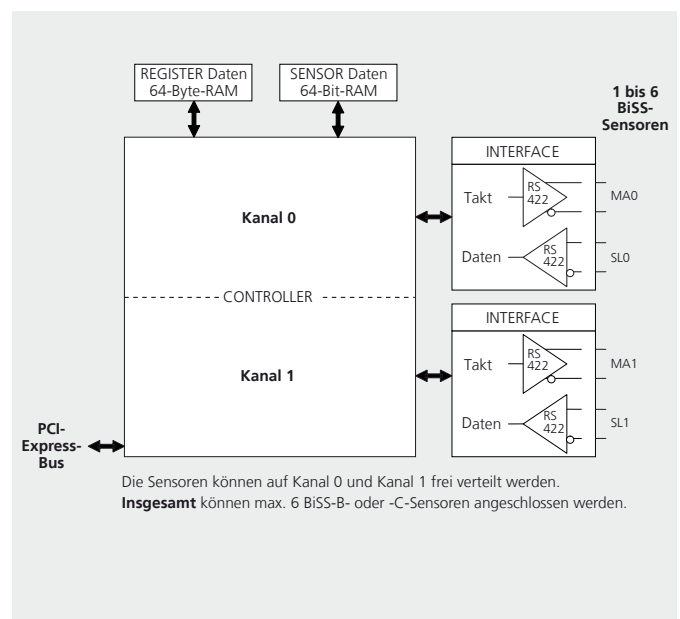 REGISTER Daten
64-Byte-RAM
SENSOR Daten
64-Bit-RAM
1 bis 6
BiSS-
Sensoren
INTERFACE
Takt
RS
422
MA0
Kanal 0
Daten
RS
422
SL0
CONTROLLER
INTERFACE
Takt
RS
422
MA1
Kanal 1
Daten
RS
422
SL1
PCI-
Express-
Bus
Die Sensoren können auf Kanal 0 und Kanal 1 frei verteilt werden.
Insgesamt können max. 6 BiSS-B- oder -C-Sensoren angeschlossen werden.